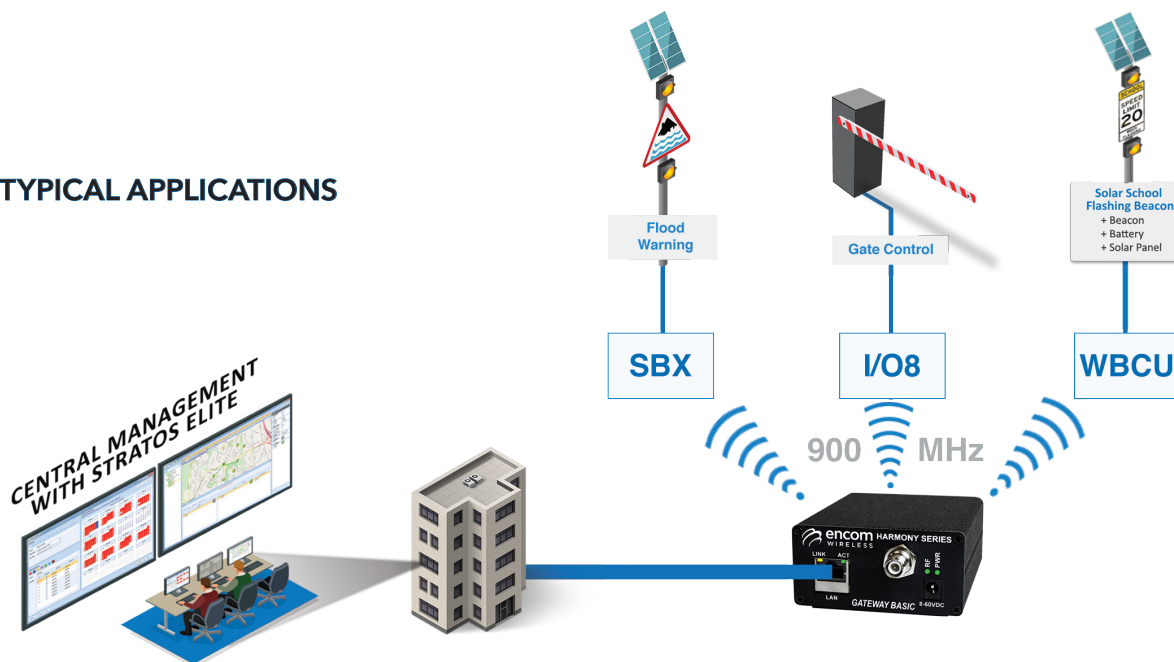 TYPICAL APPLICATIONS
Flood
Warning
Gate Control
SCHOOL
SPEED
LIMIT
20
Solar School
Flashing Beacon
+ Beacon
+ Battery
+ Solar Panel
SBX
I/O8
WBCU
900 MHz
CENTRAL MANAGEMENT
WITH STRATOS ELITE
encom
WIRELESS
HARMONY SERIES
LINK ACT
RF
PWR
LAN
GATEWAY BASIC
8-60VDC